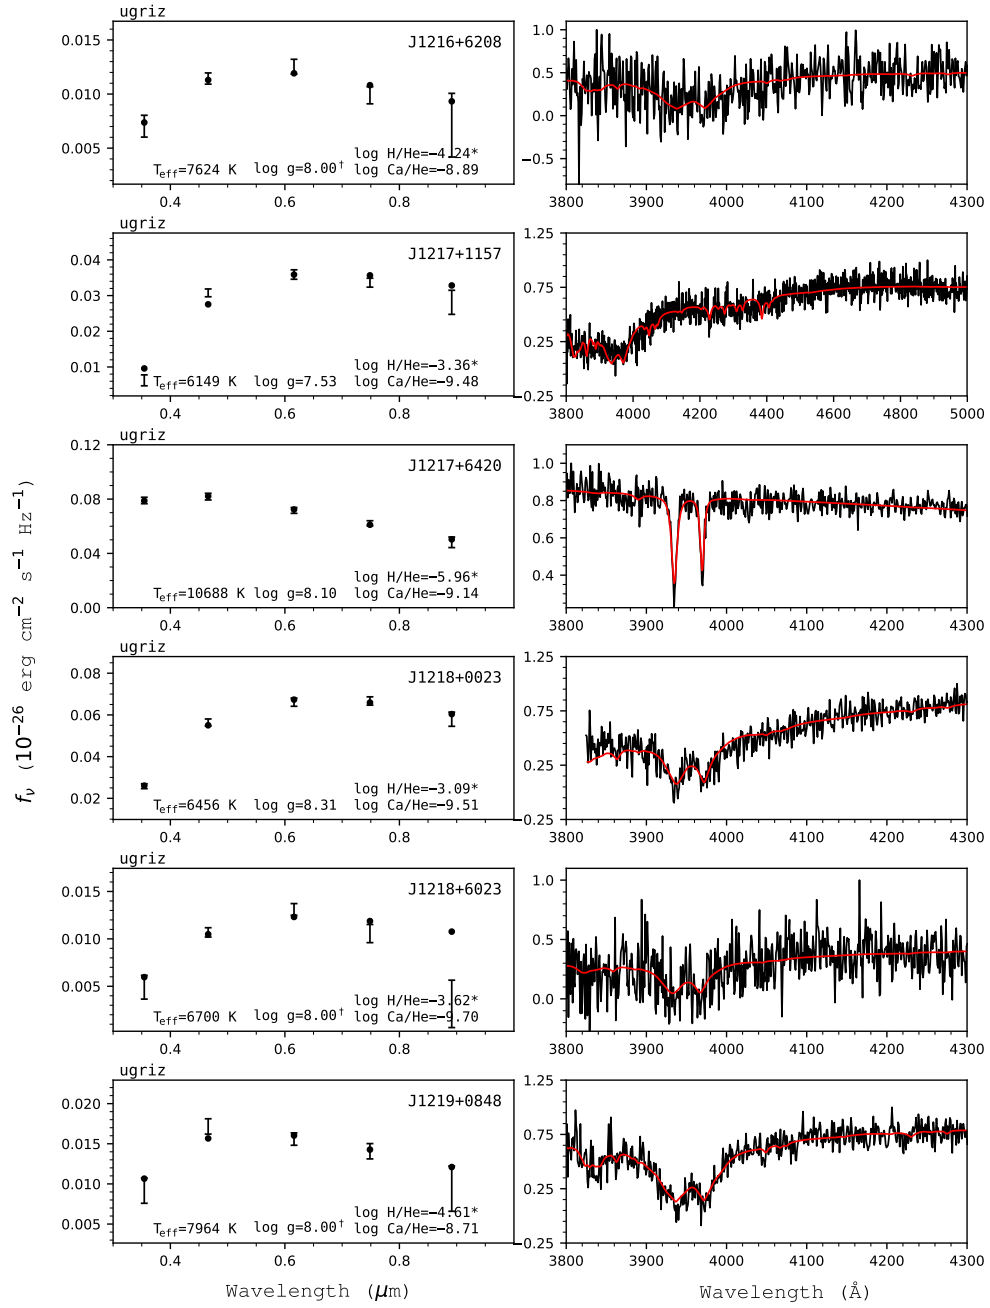 ugriz
J1216+6208
0.015
0.010
0.005
log H/He=−4.24*
T_eff=7624 K log g=8.00† log Ca/He=−8.89
0.4 0.6 0.8
1.0
0.5
0.0
−0.5
3800 3900 4000 4100 4200 4300
ugriz
J1217+1157
0.04
0.03
0.02
0.01
log H/He=−3.36*
T_eff=6149 K log g=7.53 log Ca/He=−9.48
0.4 0.6 0.8
1.25
0.75
0.25
−0.25
3800 4000 4200 4400 4600 4800 5000
ugriz
J1217+6420
0.12
0.08
0.04
0.00
log H/He=−5.96*
T_eff=10688 K log g=8.10 log Ca/He=−9.14
0.4 0.6 0.8
1.0
0.8
0.6
0.4
3800 3900 4000 4100 4200 4300
ugriz
J1218+0023
0.08
0.06
0.04
0.02
log H/He=−3.09*
T_eff=6456 K log g=8.31 log Ca/He=−9.51
0.4 0.6 0.8
1.25
0.75
0.25
−0.25
3800 3900 4000 4100 4200 4300
f_ν (10⁻²⁶ erg cm⁻² s⁻¹ Hz⁻¹)
ugriz
J1218+6023
0.015
0.010
0.005
log H/He=−3.62*
T_eff=6700 K log g=8.00† log Ca/He=−9.70
0.4 0.6 0.8
1.0
0.5
0.0
3800 3900 4000 4100 4200 4300
ugriz
J1219+0848
0.020
0.015
0.010
0.005
log H/He=−4.61*
T_eff=7964 K log g=8.00† log Ca/He=−8.71
0.4 0.6 0.8
1.25
0.75
0.25
−0.25
3800 3900 4000 4100 4200 4300
Wavelength (μm)
Wavelength (Å)